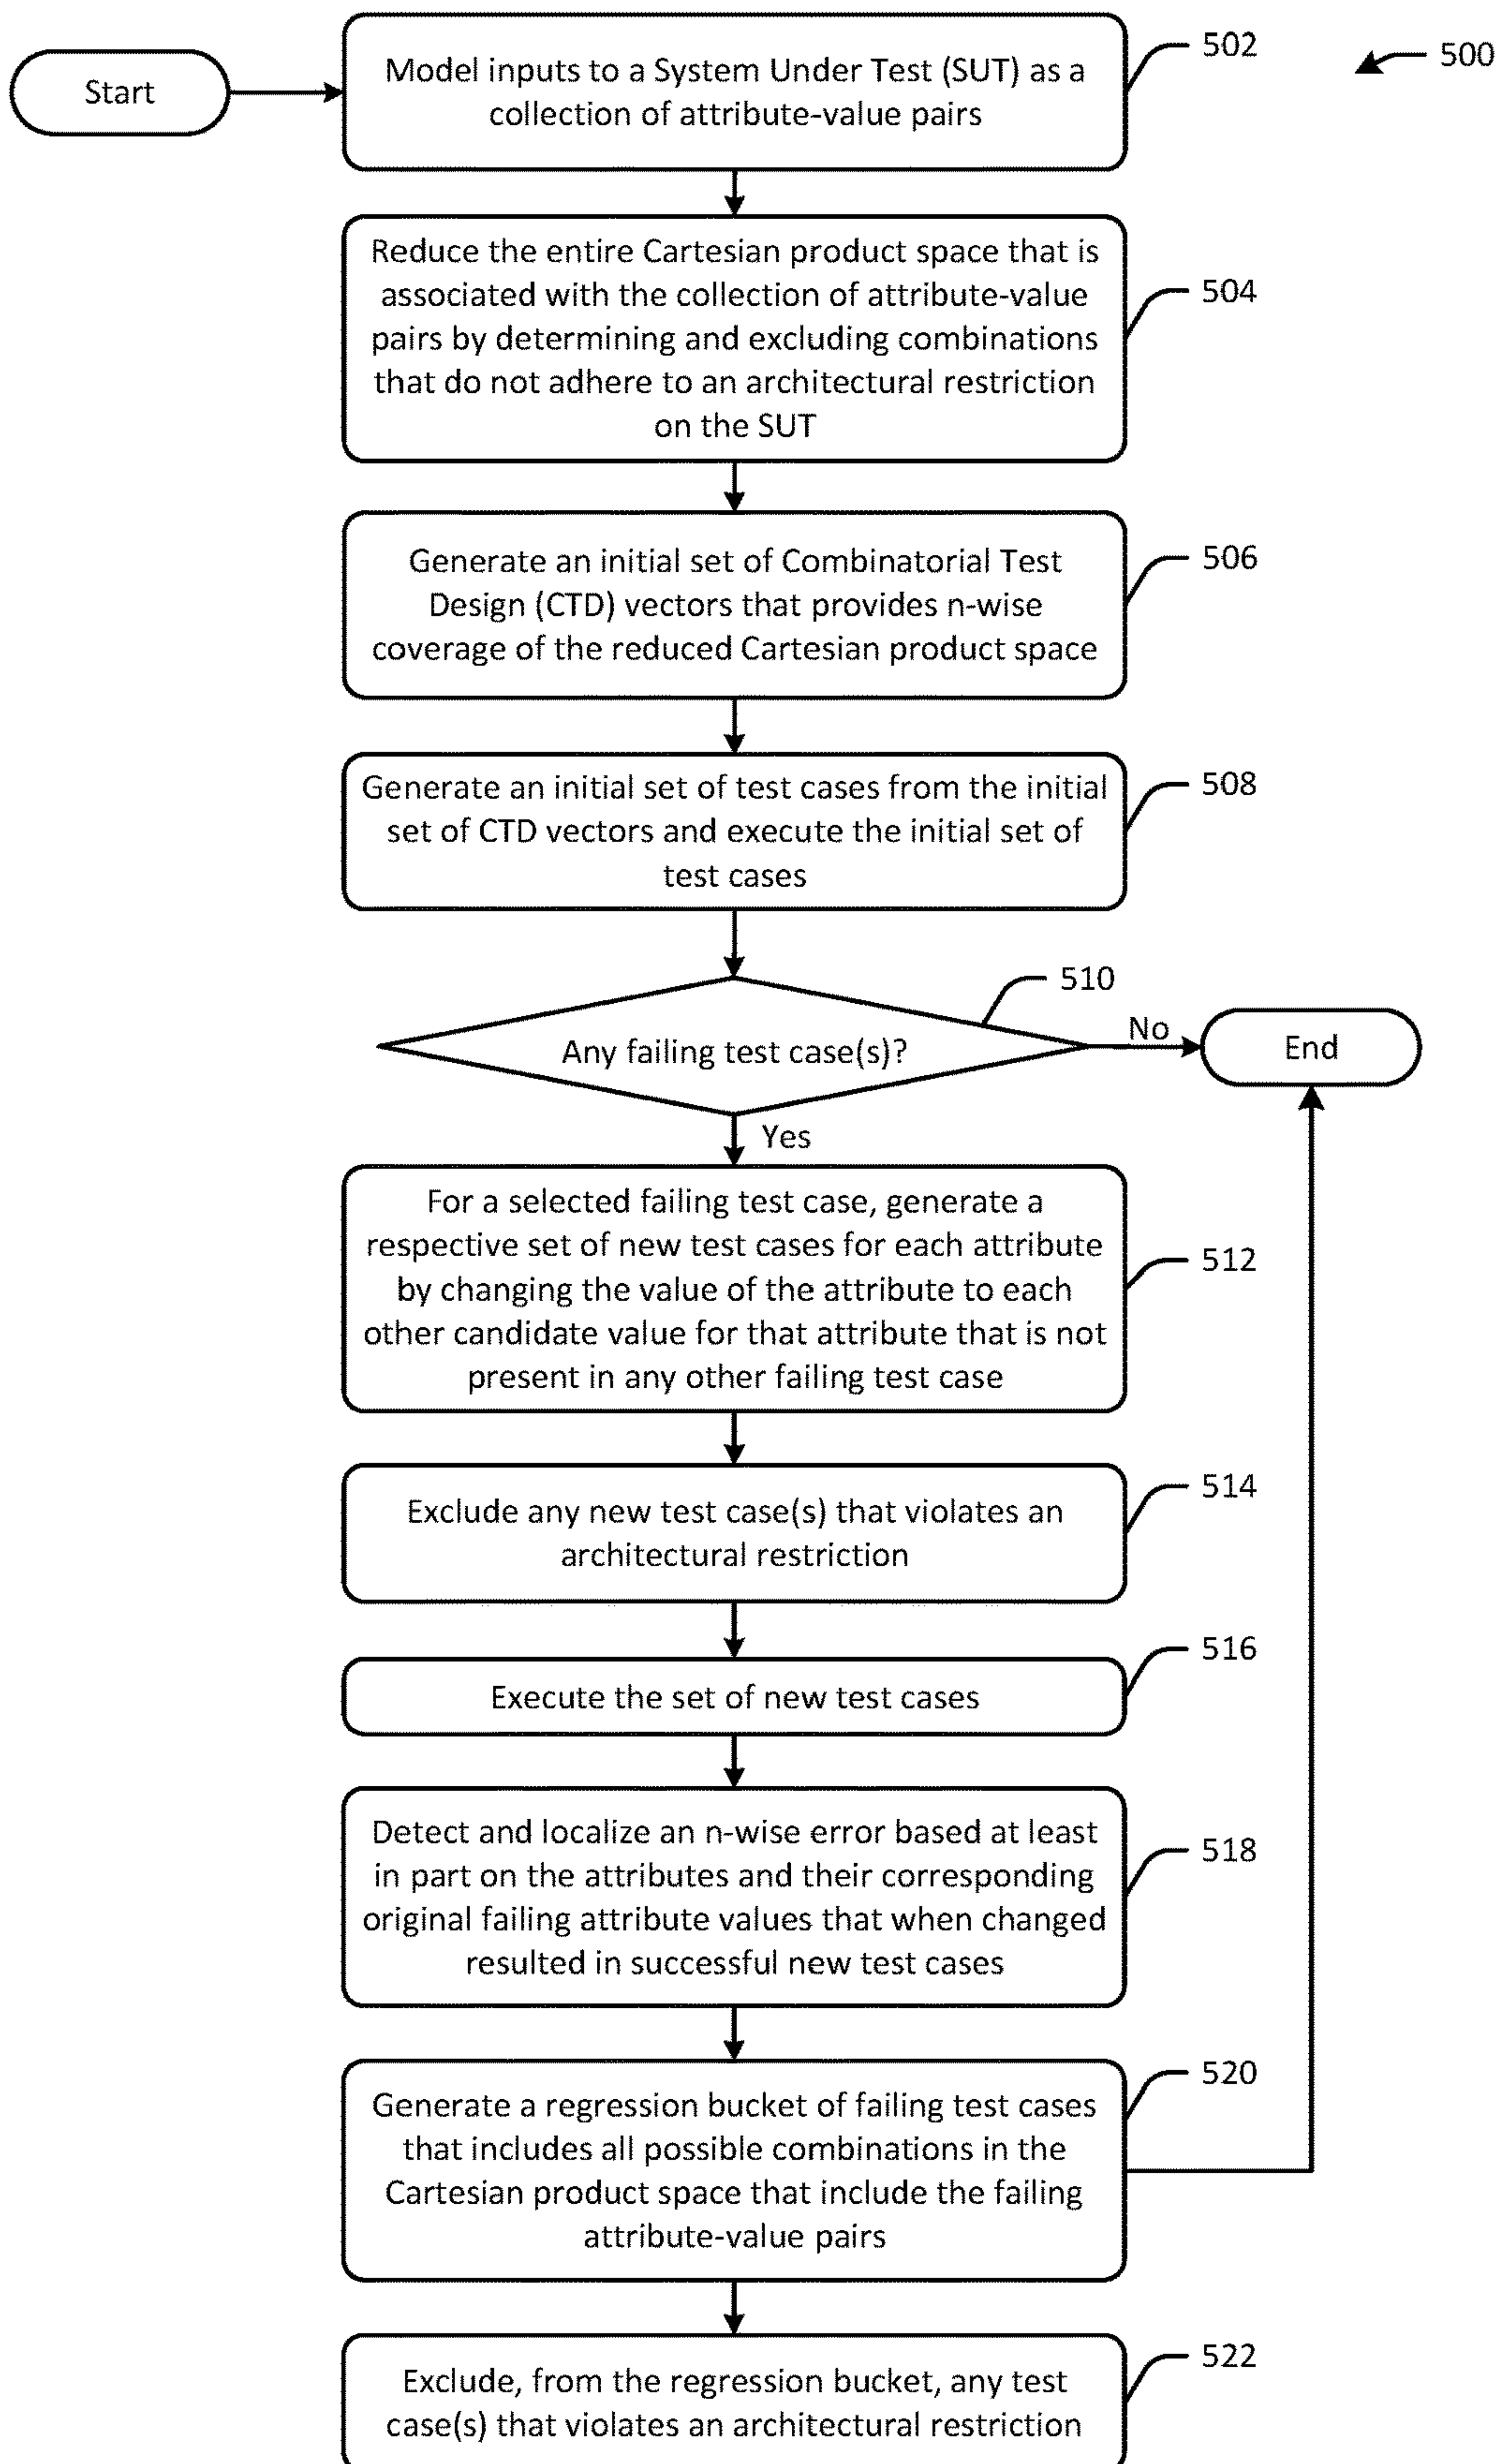 500
Start
502
Model inputs to a System Under Test (SUT) as a
collection of attribute-value pairs
504
Reduce the entire Cartesian product space that is
associated with the collection of attribute-value
pairs by determining and excluding combinations
that do not adhere to an architectural restriction
on the SUT
506
Generate an initial set of Combinatorial Test
Design (CTD) vectors that provides n-wise
coverage of the reduced Cartesian product space
508
Generate an initial set of test cases from the initial
set of CTD vectors and execute the initial set of
test cases
510
Any failing test case(s)?
No
End
Yes
512
For a selected failing test case, generate a
respective set of new test cases for each attribute
by changing the value of the attribute to each
other candidate value for that attribute that is not
present in any other failing test case
514
Exclude any new test case(s) that violates an
architectural restriction
516
Execute the set of new test cases
518
Detect and localize an n-wise error based at least
in part on the attributes and their corresponding
original failing attribute values that when changed
resulted in successful new test cases
520
Generate a regression bucket of failing test cases
that includes all possible combinations in the
Cartesian product space that include the failing
attribute-value pairs
522
Exclude, from the regression bucket, any test
case(s) that violates an architectural restriction